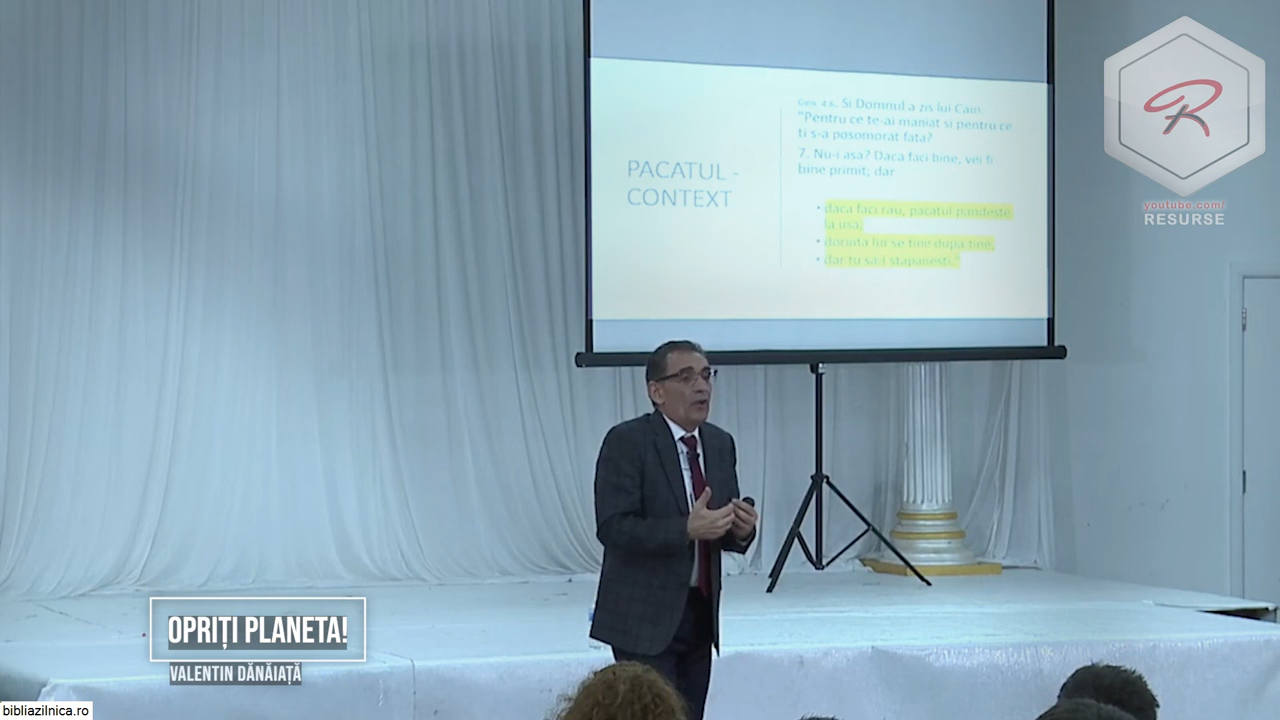 PACATUL -
CONTEXT
Gen. 4:6. Si Domnul a zis lui Cain:
"Pentru ce te-ai maniat si pentru ce
ti s-a posomorat fata?
7. Nu-i asa? Daca faci bine, vei fi
bine primit; dar
• daca faci rau, pacatul pandeste
la usa;
• dorinta lui se tine dupa tine,
• dar tu sa-l stapanesti."
R
youtube.com/
RESURSE
OPRIȚI PLANETA!
VALENTIN DĂNĂIAȚĂ
bibliazilnica.ro